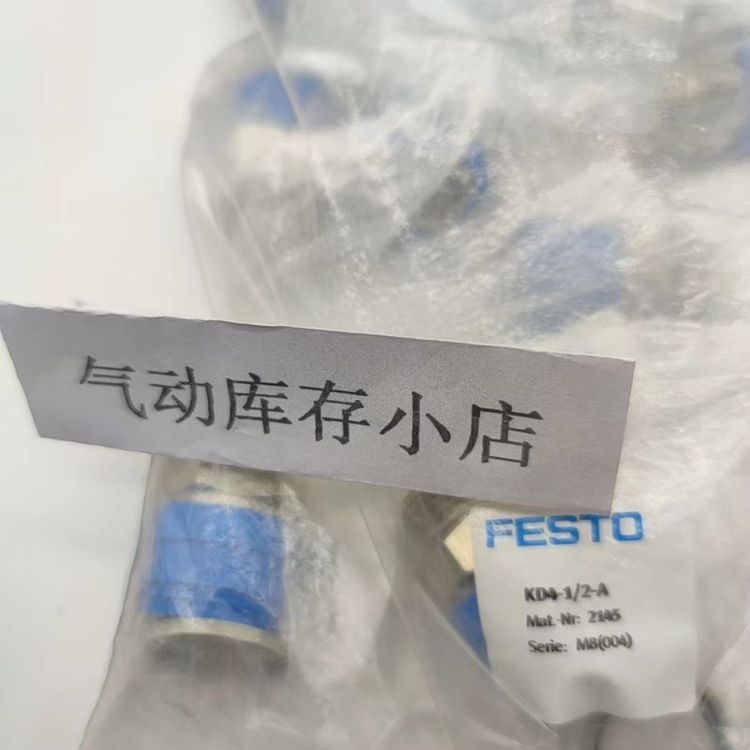 气动库存小店
FESTO
KD4-1/2-A
Mat.-Nr: 2145
Serie: M8(004)